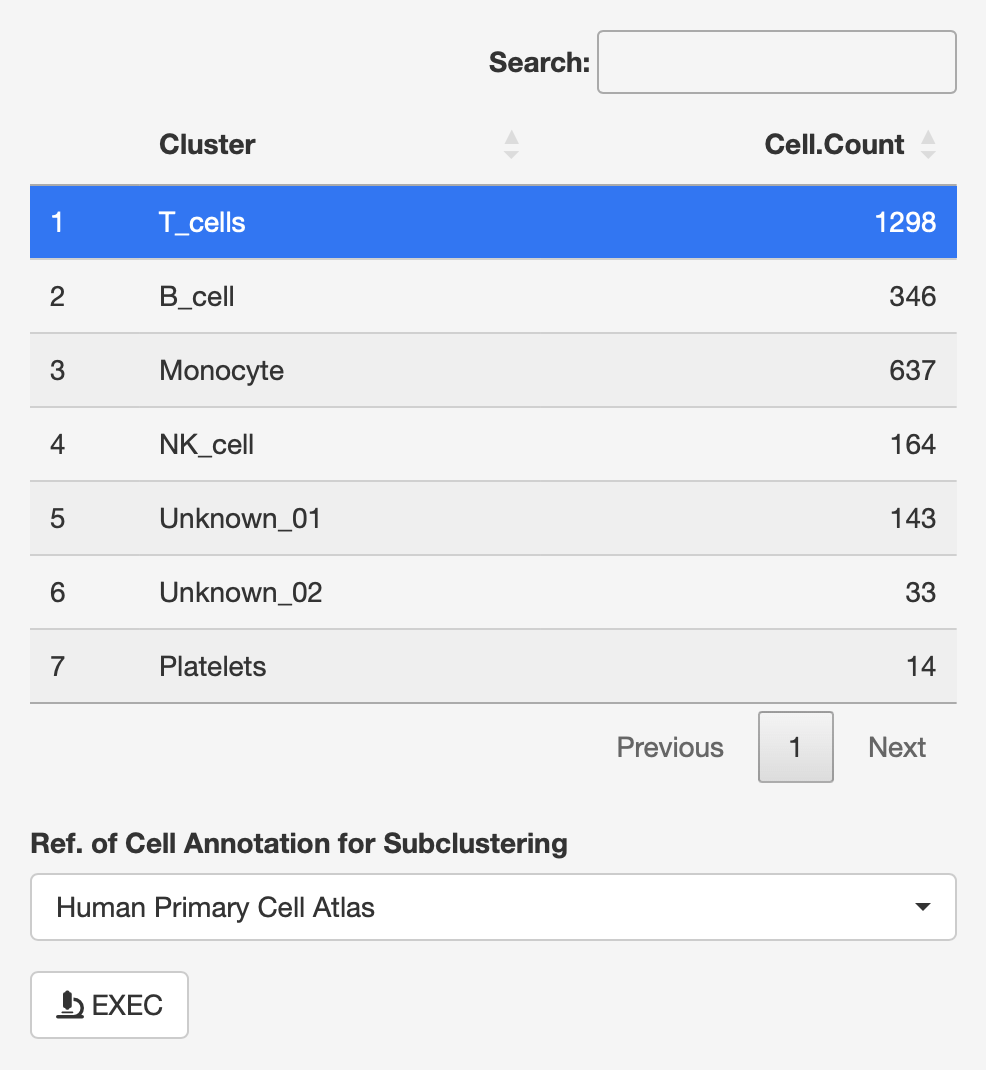 Search:
Cluster Cell.Count
1 T_cells 1298
2 B_cell 346
3 Monocyte 637
4 NK_cell 164
5 Unknown_01 143
6 Unknown_02 33
7 Platelets 14
Previous 1 Next
Ref. of Cell Annotation for Subclustering
Human Primary Cell Atlas
EXEC